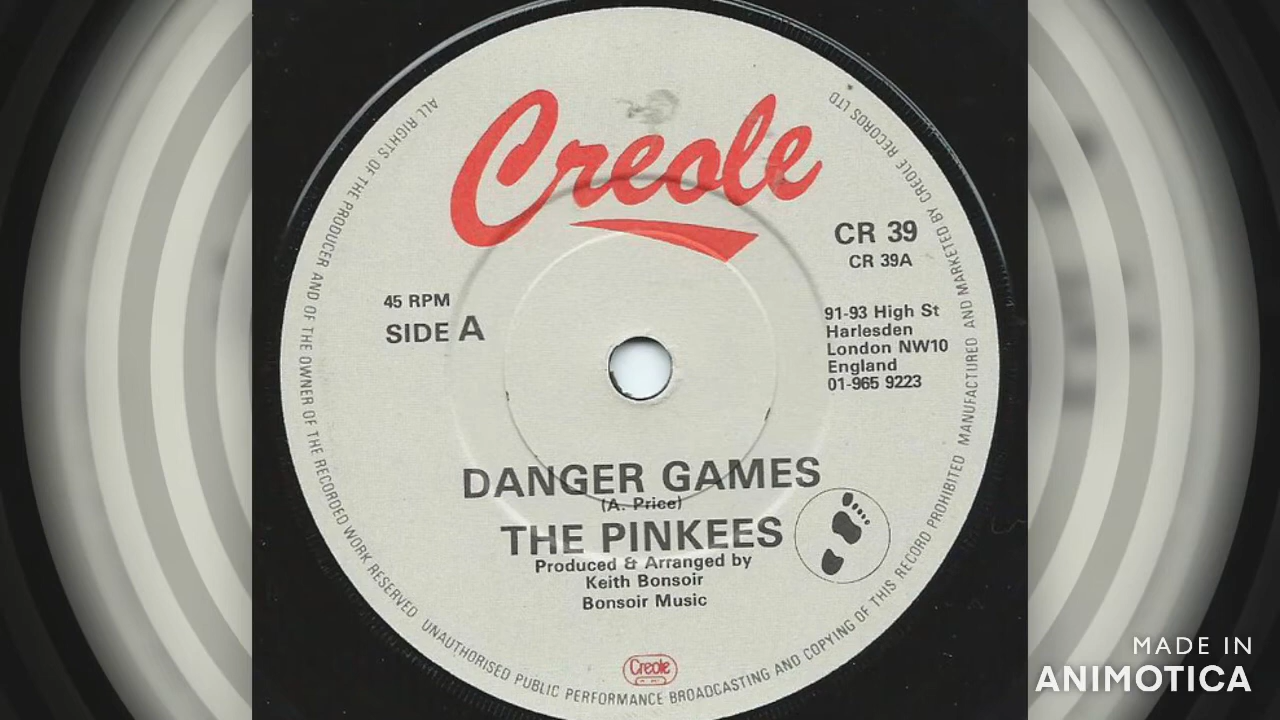 Creole
CR 39
CR 39A
45 RPM
SIDE A
91-93 High St
Harlesden
London NW10
England
01-965 9223
DANGER GAMES
(A. Price)
THE PINKEES
Produced & Arranged by
Keith Bonsoir
Bonsoir Music
Creole
ALL RIGHTS OF THE PRODUCER AND OF THE OWNER OF THE RECORDED WORK RESERVED UNAUTHORISED PUBLIC PERFORMANCE BROADCASTING AND COPYING OF THIS RECORD PROHIBITED MANUFACTURED AND MARKETED BY CREOLE RECORDS LTD
MADE IN
ANIMOTICA